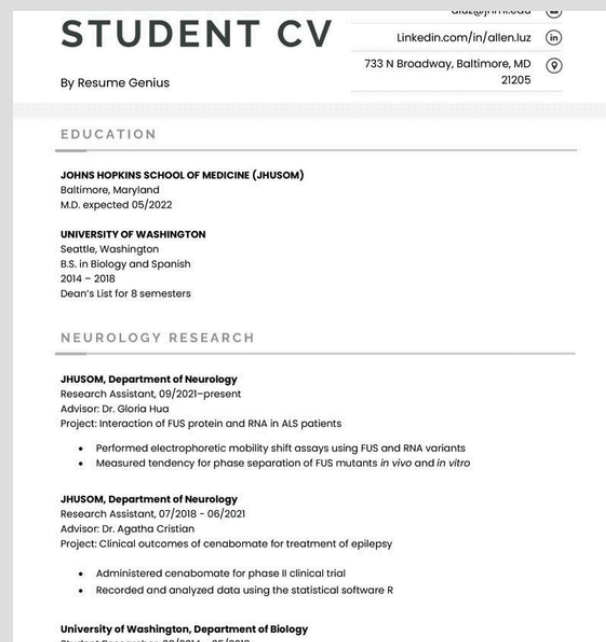 STUDENT CV
By Resume Genius
Linkedin.com/in/allen.luz
733 N Broadway, Baltimore, MD
21205
EDUCATION
JOHNS HOPKINS SCHOOL OF MEDICINE (JHUSOM)
Baltimore, Maryland
M.D. expected 05/2022
UNIVERSITY OF WASHINGTON
Seattle, Washington
B.S. in Biology and Spanish
2014 – 2018
Dean's List for 8 semesters
NEUROLOGY RESEARCH
JHUSOM, Department of Neurology
Research Assistant, 09/2021–present
Advisor: Dr. Gloria Hua
Project: Interaction of FUS protein and RNA in ALS patients
• Performed electrophoretic mobility shift assays using FUS and RNA variants
• Measured tendency for phase separation of FUS mutants in vivo and in vitro
JHUSOM, Department of Neurology
Research Assistant, 07/2018 - 06/2021
Advisor: Dr. Agatha Cristian
Project: Clinical outcomes of cenabomate for treatment of epilepsy
• Administered cenabomate for phase II clinical trial
• Recorded and analyzed data using the statistical software R
University of Washington, Department of Biology